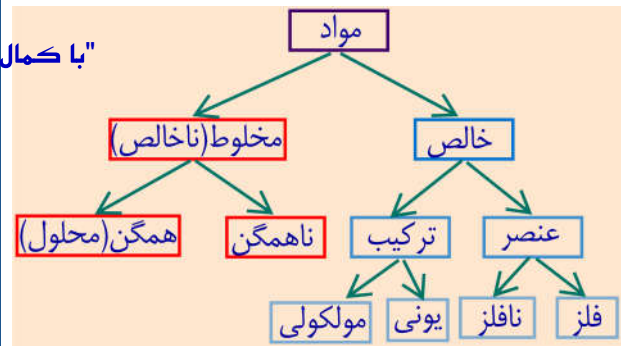 مواد
"با کمال
خالص
مخلوط(ناخالص)
عنصر
ترکیب
ناهمگن
همگن(محلول)
فلز
نافلز
یونی
مولکولی